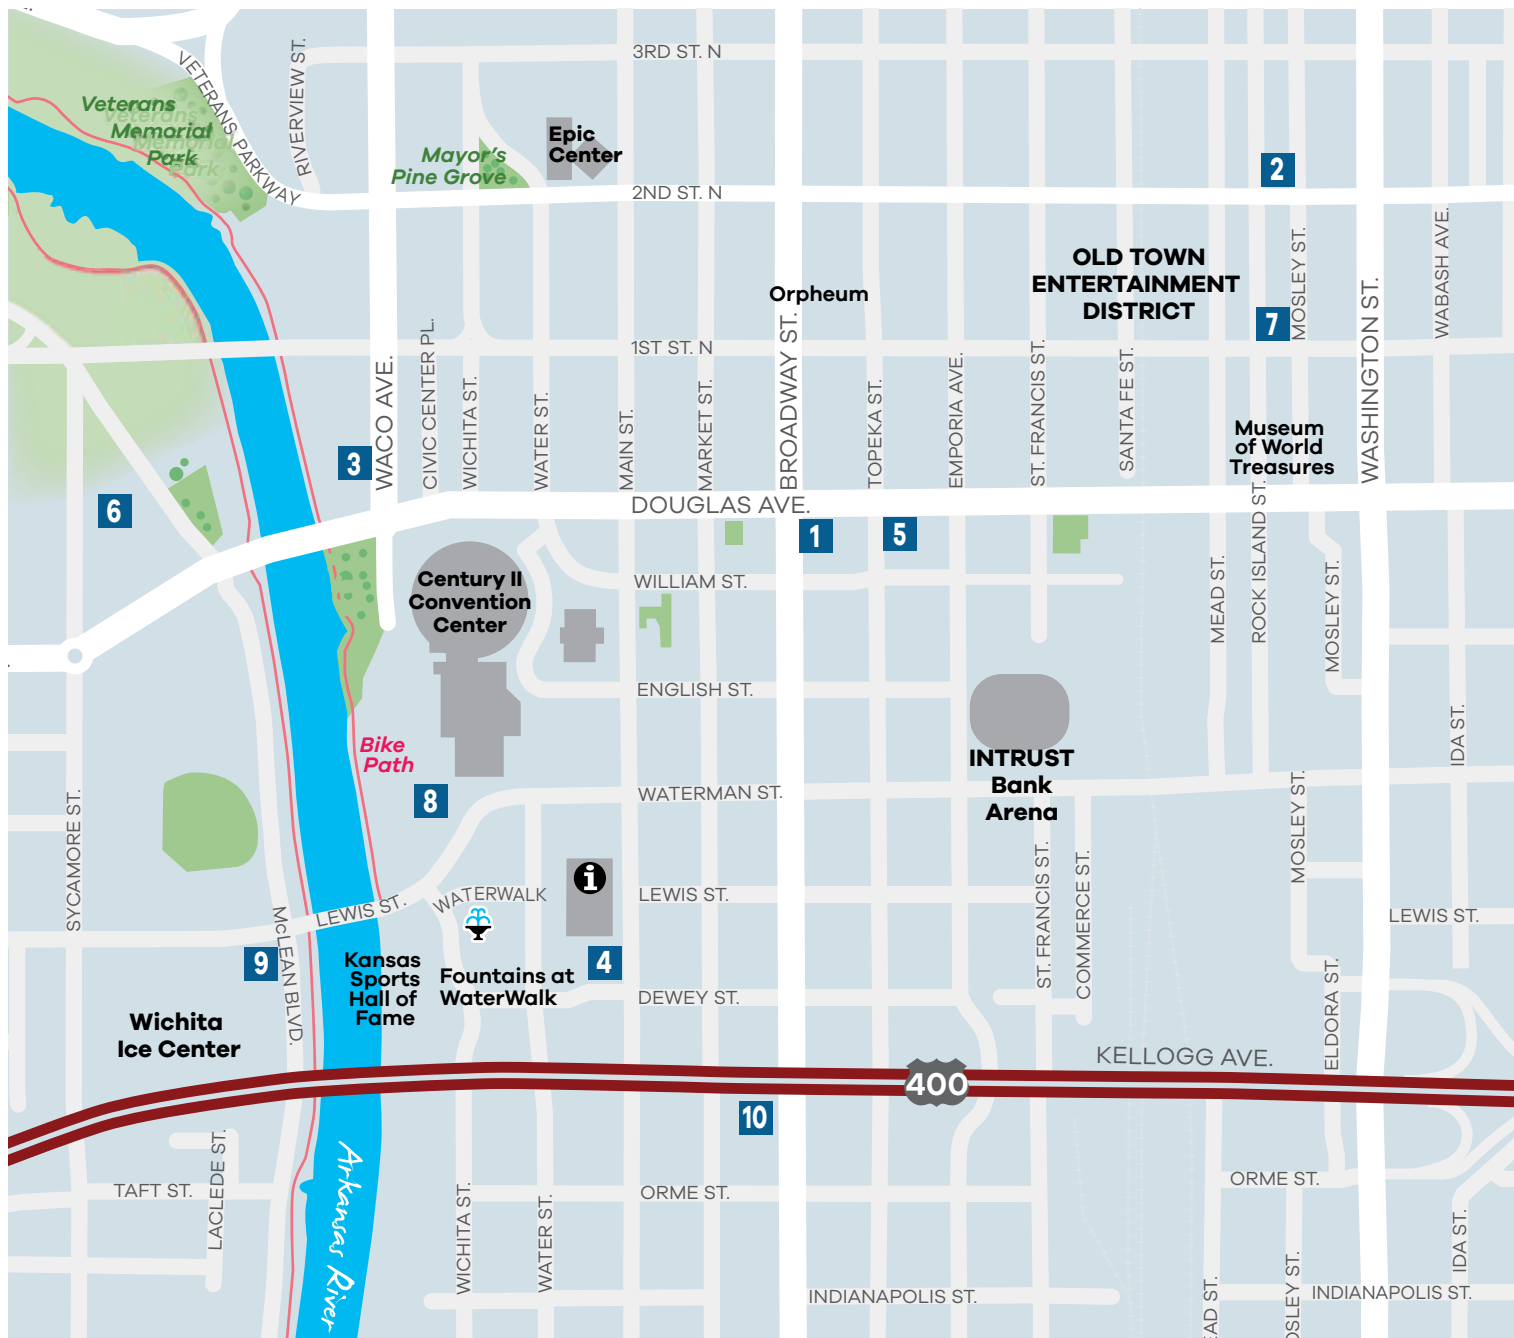 3RD ST. N
VETERANS PARKWAY
RIVERVIEW ST.
Veterans
Memorial
Park
Veterans
Memorial
Park
Mayor's
Pine Grove
Epic
Center
2
2ND ST. N
OLD TOWN
ENTERTAINMENT
DISTRICT
MOSLEY ST.
WABASH AVE.
Orpheum
7
1ST ST. N
WACO AVE.
CIVIC CENTER PL.
WICHITA ST.
WATER ST.
MAIN ST.
MARKET ST.
BROADWAY ST.
TOPEKA ST.
EMPORIA AVE.
ST. FRANCIS ST.
SANTA FE ST.
WASHINGTON ST.
Museum
of World
Treasures
3
6
DOUGLAS AVE.
1
5
Century II
Convention
Center
WILLIAM ST.
MEAD ST.
ROCK ISLAND ST.
MOSLEY ST.
ENGLISH ST.
IDA ST.
Bike
Path
INTRUST
Bank
Arena
8
WATERMAN ST.
SYCAMORE ST.
MOSLEY ST.
ST. FRANCIS ST.
COMMERCE ST.
i
WATERWALK
LEWIS ST.
LEWIS ST.
LEWIS ST.
McLEAN BLVD.
9
Kansas
Sports
Hall of
Fame
Fountains at
WaterWalk
4
DEWEY ST.
ELDORA ST.
Wichita
Ice Center
KELLOGG AVE.
400
10
Arkansas River
TAFT ST.
LACLEDE ST.
WICHITA ST.
WATER ST.
ORME ST.
ORME ST.
IDA ST.
INDIANAPOLIS ST.
INDIANAPOLIS ST.
EAD ST.
OSLEY ST.